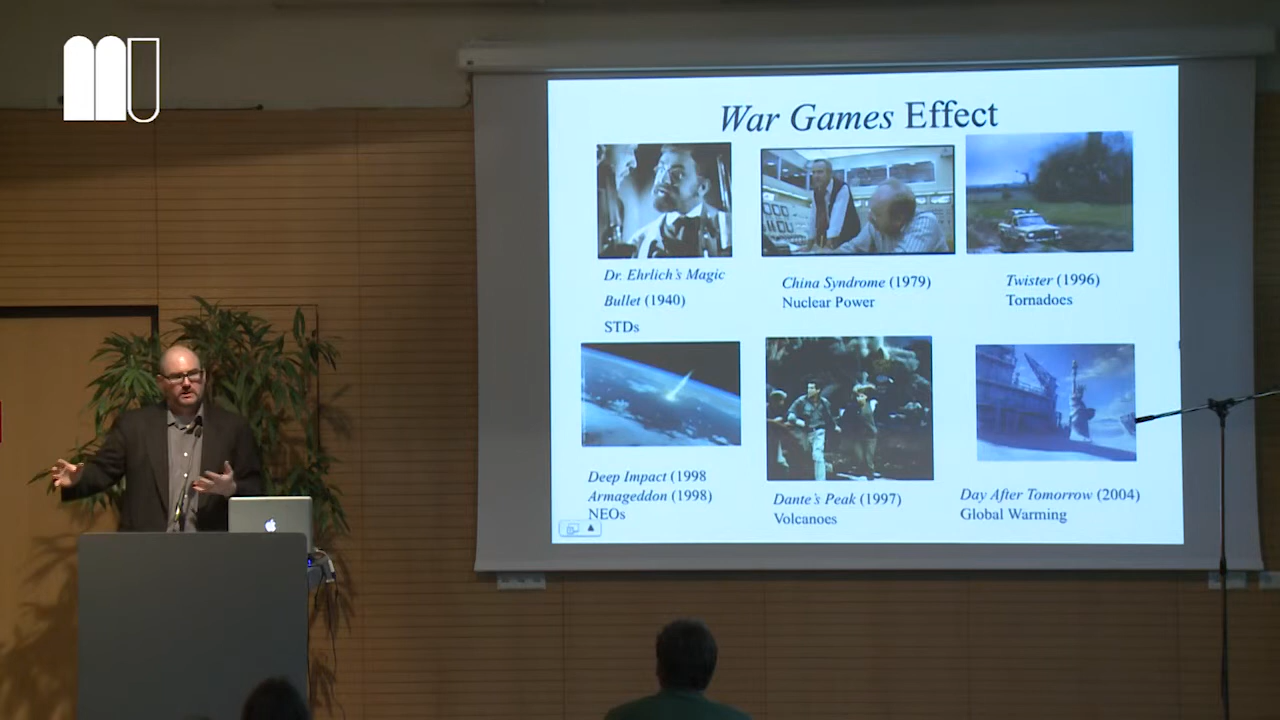 MU
War Games Effect
Dr. Ehrlich's Magic
Bullet (1940)
STDs
China Syndrome (1979)
Nuclear Power
Twister (1996)
Tornadoes
Deep Impact (1998
Armageddon (1998)
NEOs
Dante's Peak (1997)
Volcanoes
Day After Tomorrow (2004)
Global Warming